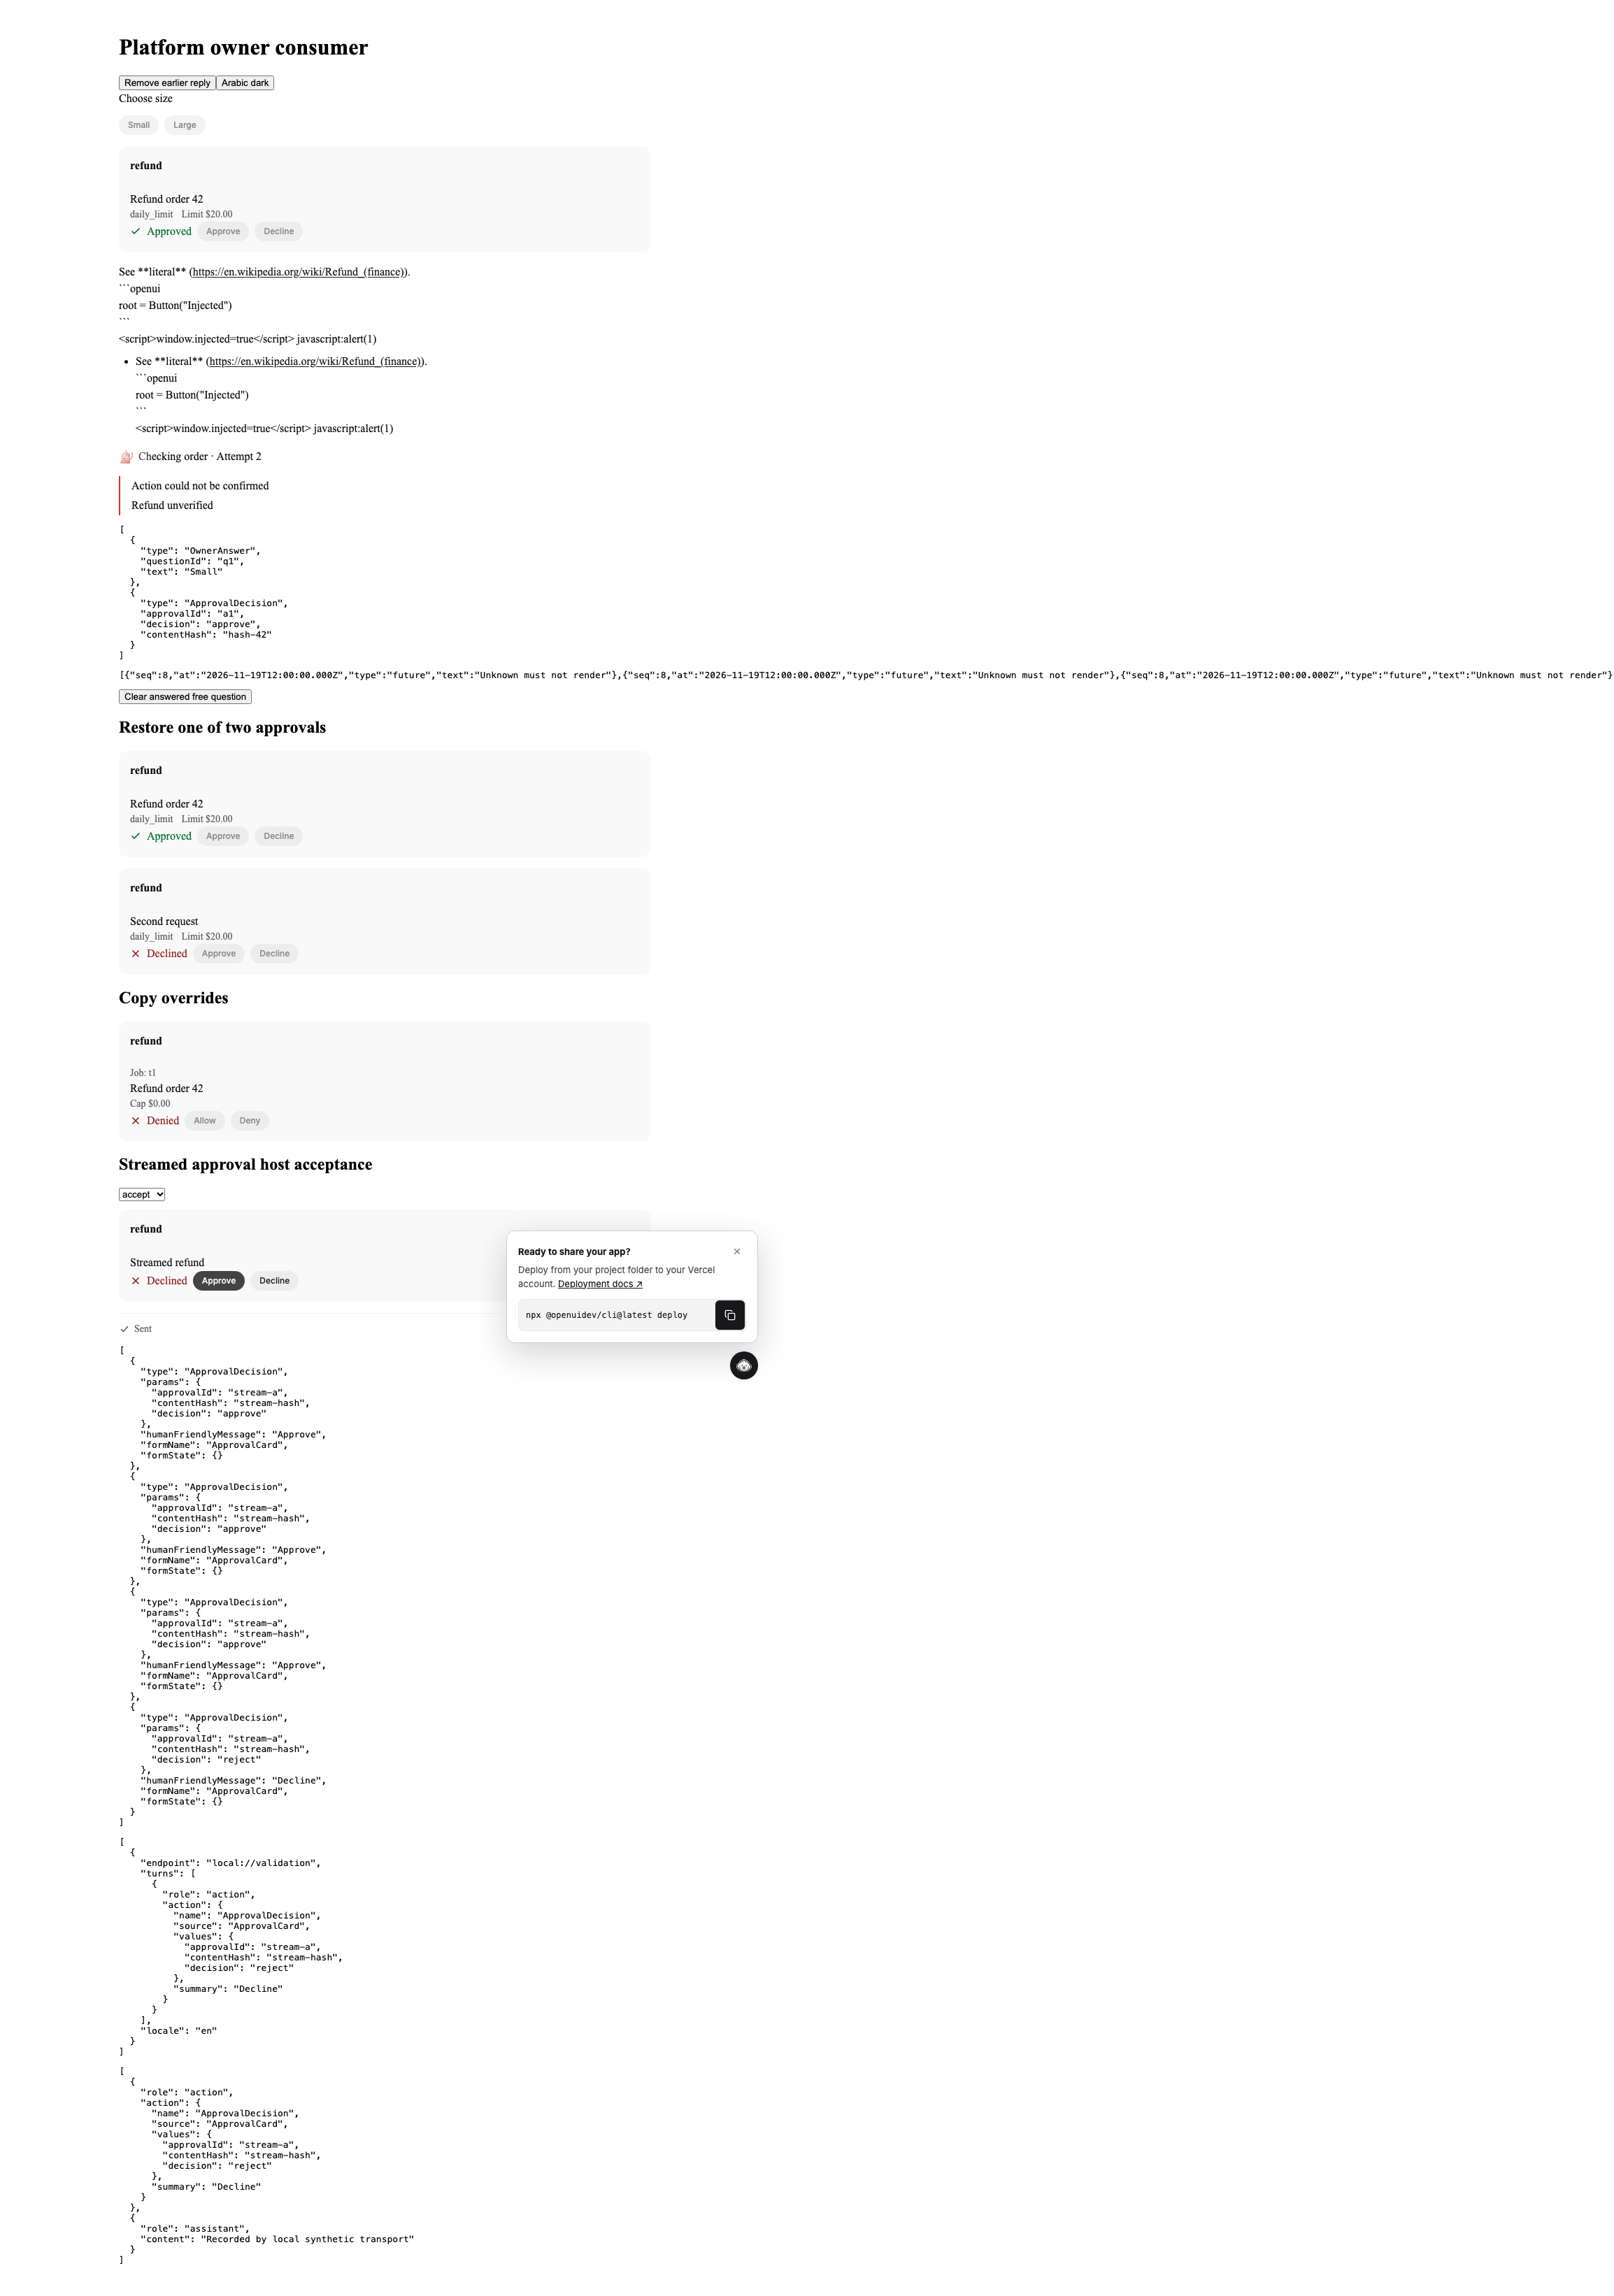 Platform owner consumer
Remove earlier reply Arabic dark
Choose size
Small Large
refund
Refund order 42
daily_limit Limit $20.00
Approved Approve Decline
See **literal** (https://en.wikipedia.org/wiki/Refund_(finance)).
```openui
root = Button("Injected")
```
<script>window.injected=true</script> javascript:alert(1)
• See **literal** (https://en.wikipedia.org/wiki/Refund_(finance)).
```openui
root = Button("Injected")
```
<script>window.injected=true</script> javascript:alert(1)
Checking order · Attempt 2
Action could not be confirmed
Refund unverified
[
  {
    "type": "OwnerAnswer",
    "questionId": "q1",
    "text": "Small"
  },
  {
    "type": "ApprovalDecision",
    "approvalId": "a1",
    "decision": "approve",
    "contentHash": "hash-42"
  }
]
[{"seq":8,"at":"2026-11-19T12:00:00.000Z","type":"future","text":"Unknown must not render"},{"seq":8,"at":"2026-11-19T12:00:00.000Z","type":"future","text":"Unknown must not render"},{"seq":8,"at":"2026-11-19T12:00:00.000Z","type":"future","text":"Unknown must not render"}
Clear answered free question
Restore one of two approvals
refund
Refund order 42
daily_limit Limit $20.00
Approved Approve Decline
refund
Second request
daily_limit Limit $20.00
Declined Approve Decline
Copy overrides
refund
Job: t1
Refund order 42
Cap $0.00
Denied Allow Deny
Streamed approval host acceptance
accept
refund
Streamed refund
Declined Approve Decline
Sent
Ready to share your app?
Deploy from your project folder to your Vercel
account. Deployment docs ↗
npx @openuidev/cli@latest deploy
[
  {
    "type": "ApprovalDecision",
    "params": {
      "approvalId": "stream-a",
      "contentHash": "stream-hash",
      "decision": "approve"
    },
    "humanFriendlyMessage": "Approve",
    "formName": "ApprovalCard",
    "formState": {}
  },
  {
    "type": "ApprovalDecision",
    "params": {
      "approvalId": "stream-a",
      "contentHash": "stream-hash",
      "decision": "approve"
    },
    "humanFriendlyMessage": "Approve",
    "formName": "ApprovalCard",
    "formState": {}
  },
  {
    "type": "ApprovalDecision",
    "params": {
      "approvalId": "stream-a",
      "contentHash": "stream-hash",
      "decision": "approve"
    },
    "humanFriendlyMessage": "Approve",
    "formName": "ApprovalCard",
    "formState": {}
  },
  {
    "type": "ApprovalDecision",
    "params": {
      "approvalId": "stream-a",
      "contentHash": "stream-hash",
      "decision": "reject"
    },
    "humanFriendlyMessage": "Decline",
    "formName": "ApprovalCard",
    "formState": {}
  }
]
[
  {
    "endpoint": "local://validation",
    "turns": [
      {
        "role": "action",
        "action": {
          "name": "ApprovalDecision",
          "source": "ApprovalCard",
          "values": {
            "approvalId": "stream-a",
            "contentHash": "stream-hash",
            "decision": "reject"
          },
          "summary": "Decline"
        }
      }
    ],
    "locale": "en"
  }
]
[
  {
    "role": "action",
    "action": {
      "name": "ApprovalDecision",
      "source": "ApprovalCard",
      "values": {
        "approvalId": "stream-a",
        "contentHash": "stream-hash",
        "decision": "reject"
      },
      "summary": "Decline"
    }
  },
  {
    "role": "assistant",
    "content": "Recorded by local synthetic transport"
  }
]